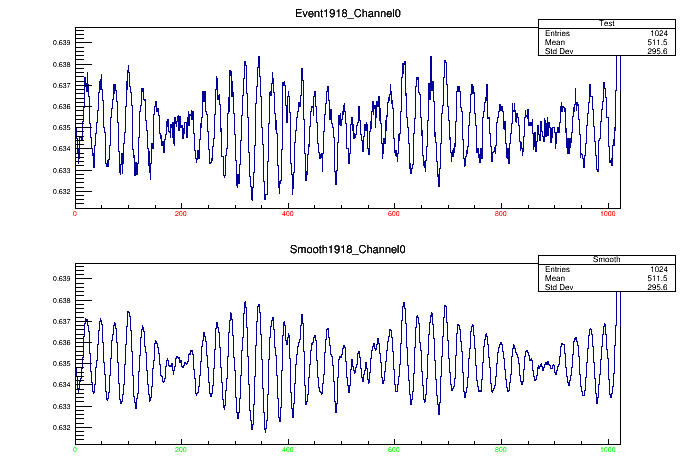 Event1918_Channel0
Test
Entries 1024
Mean 511.5
Std Dev 295.6
0.639
0.638
0.637
0.636
0.635
0.634
0.633
0.632
0 200 400 600 800 1000
Smooth1918_Channel0
Smooth
Entries 1024
Mean 511.5
Std Dev 295.6
0.639
0.638
0.637
0.636
0.635
0.634
0.633
0.632
0 200 400 600 800 1000